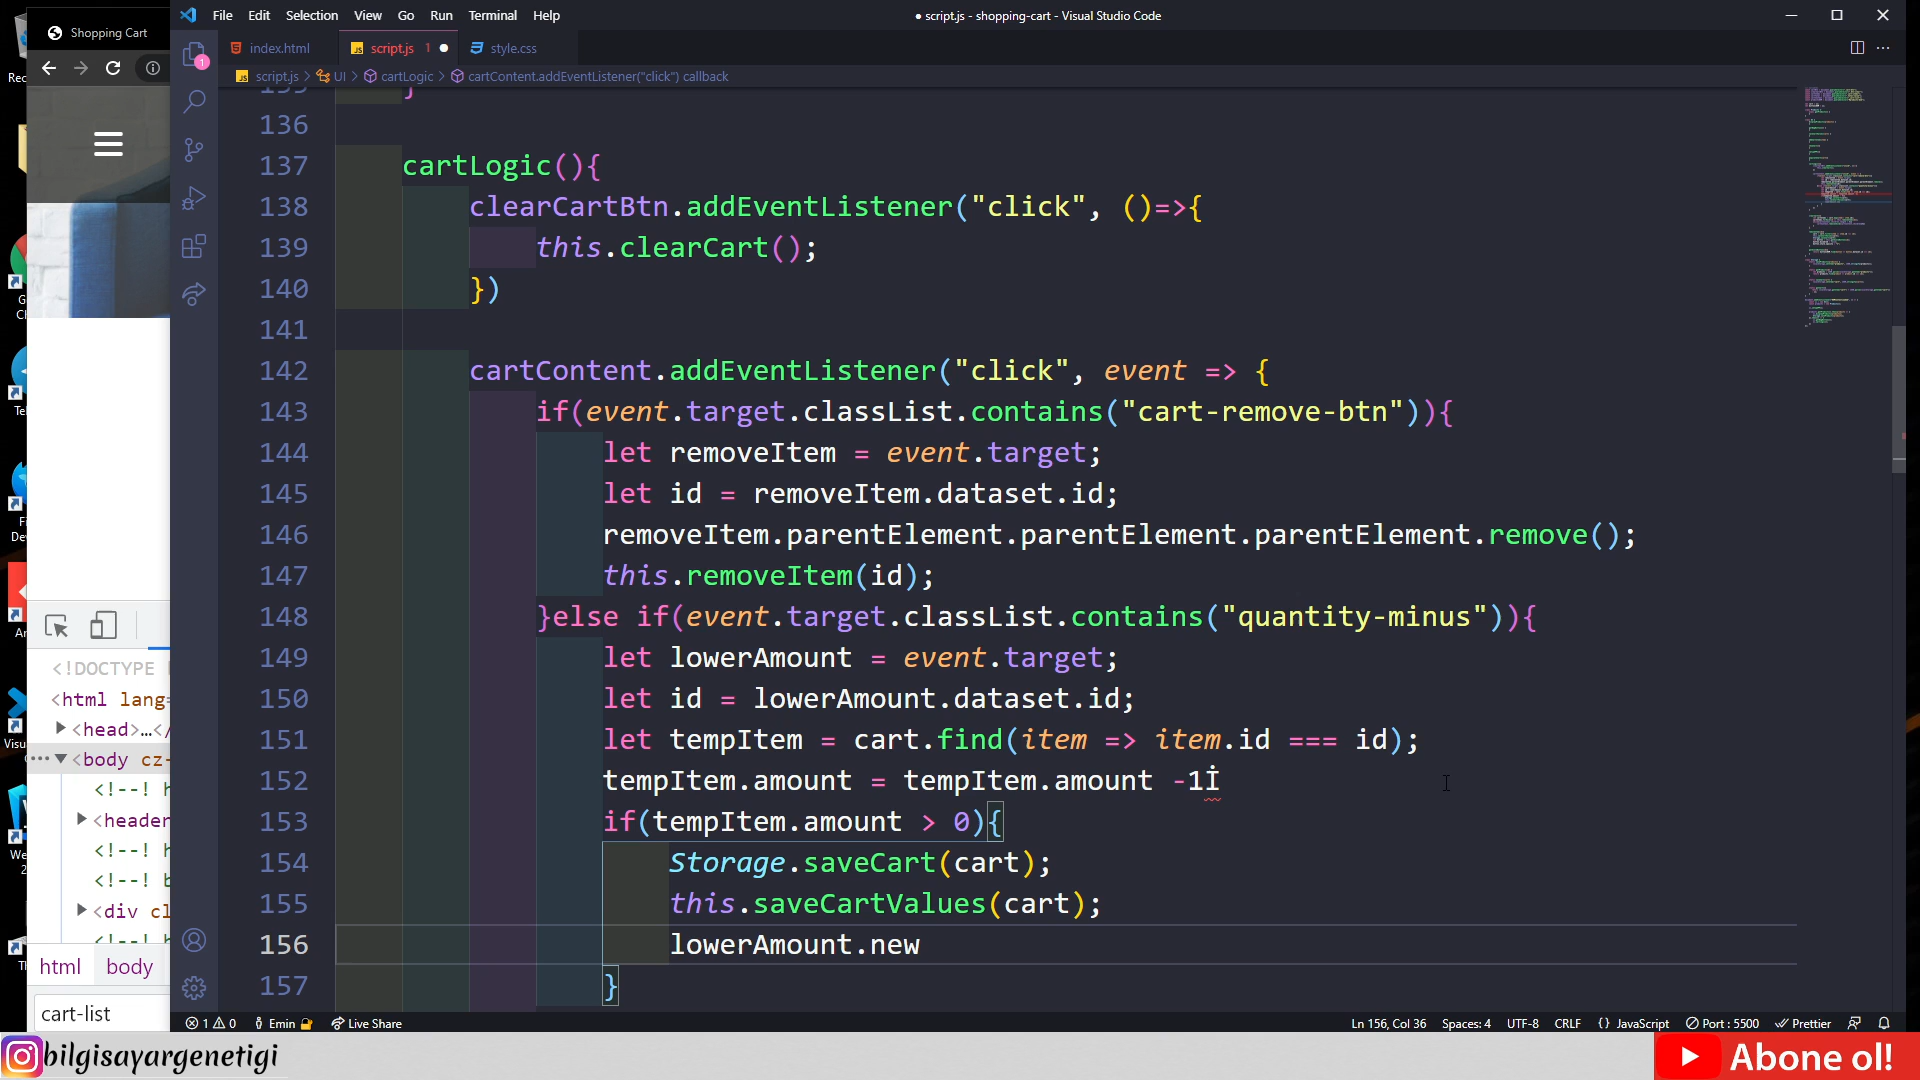 File Edit Selection View Go Run Terminal Help
● script.js - shopping-cart - Visual Studio Code
Shopping Cart
index.html
script.js 1
style.css
script.js > UI > cartLogic > cartContent.addEventListener("click") callback
136
137 cartLogic(){
138 clearCartBtn.addEventListener("click", ()=>{
139 this.clearCart();
140 })
141
142 cartContent.addEventListener("click", event => {
143 if(event.target.classList.contains("cart-remove-btn")){
144 let removeItem = event.target;
145 let id = removeItem.dataset.id;
146 removeItem.parentElement.parentElement.parentElement.remove();
147 this.removeItem(id);
148 }else if(event.target.classList.contains("quantity-minus")){
149 let lowerAmount = event.target;
150 let id = lowerAmount.dataset.id;
151 let tempItem = cart.find(item => item.id === id);
152 tempItem.amount = tempItem.amount -1İ
153 if(tempItem.amount > 0){
154 Storage.saveCart(cart);
155 this.saveCartValues(cart);
156 lowerAmount.new
157 }
<!DOCTYPE
<html lang=
<head>…</
<body cz-
<!--! h
<header
<!--! h
<!--! b
<div cl
<!--! h
html body
cart-list
1 0 Emin Live Share
Ln 156, Col 36 Spaces: 4 UTF-8 CRLF {} JavaScript Port : 5500 Prettier
bilgisayargenetigi
Abone ol!